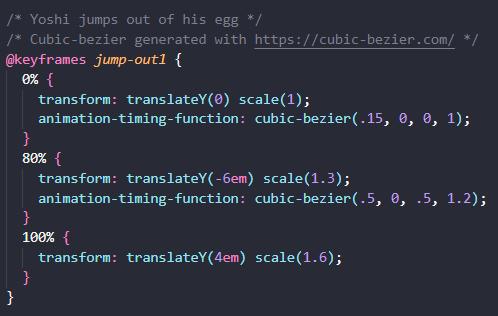 /* Yoshi jumps out of his egg */
/* Cubic-bezier generated with https://cubic-bezier.com/ */
@keyframes jump-out1 {
  0% {
    transform: translateY(0) scale(1);
    animation-timing-function: cubic-bezier(.15, 0, 0, 1);
  }
  80% {
    transform: translateY(-6em) scale(1.3);
    animation-timing-function: cubic-bezier(.5, 0, .5, 1.2);
  }
  100% {
    transform: translateY(4em) scale(1.6);
  }
}